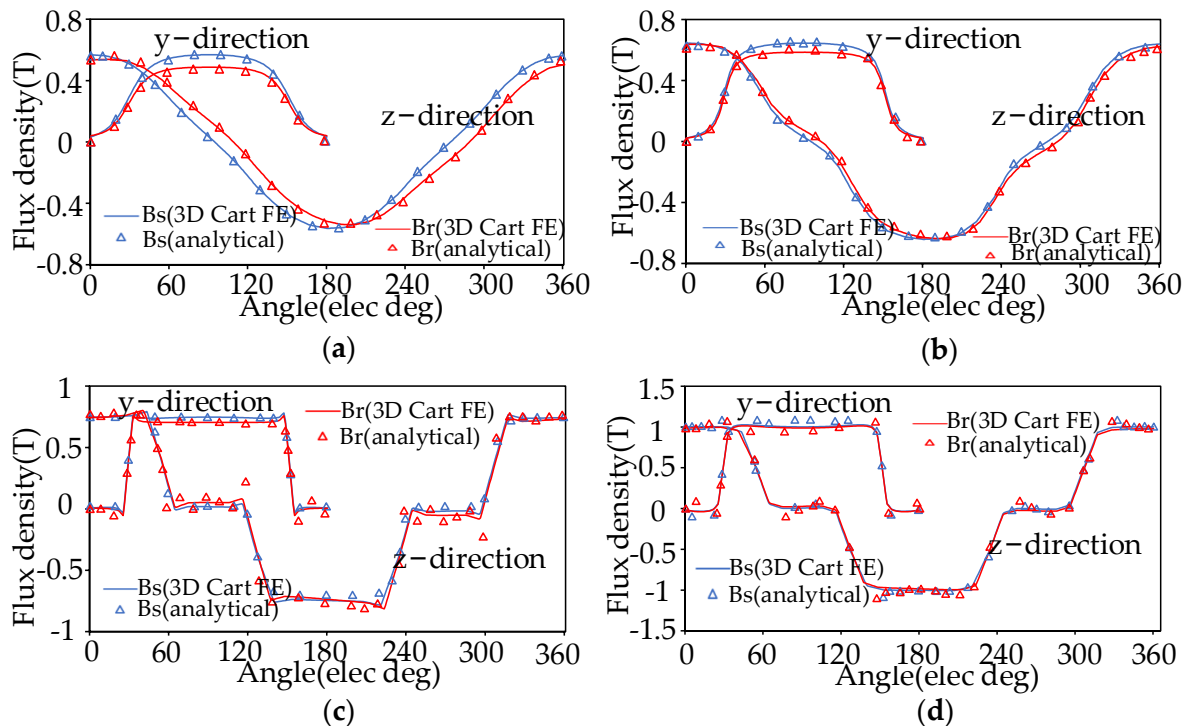 (a)
Flux density(T)
0.8
0.4
0
-0.4
-0.8
y−direction
z−direction
Bs(3D Cart FE)
Bs(analytical)
Br(3D Cart FE)
Br(analytical)
0 60 120 180 240 300 360
Angle(elec deg)
(a)
(b)
Flux density(T)
0.8
0.4
0
-0.4
-0.8
y−direction
z−direction
Bs(3D Cart FE)
Bs(analytical)
Br(3D Cart FE)
Br(analytical)
0 60 120 180 240 300 360
Angle(elec deg)
(b)
Flux density(T)
1
0.5
0
-0.5
-1
y−direction
Br(3D Cart FE)
Br(analytical)
z−direction
Bs(3D Cart FE)
Bs(analytical)
0 60 120 180 240 300 360
Angle(elec deg)
(c)
Flux density(T)
1.5
1
0.5
0
-0.5
-1
-1.5
y−direction
Br(3D Cart FE)
Br(analytical)
z−direction
Bs(3D Cart FE)
Bs(analytical)
0 60 120 180 240 300 360
Angle(elec deg)
(d)